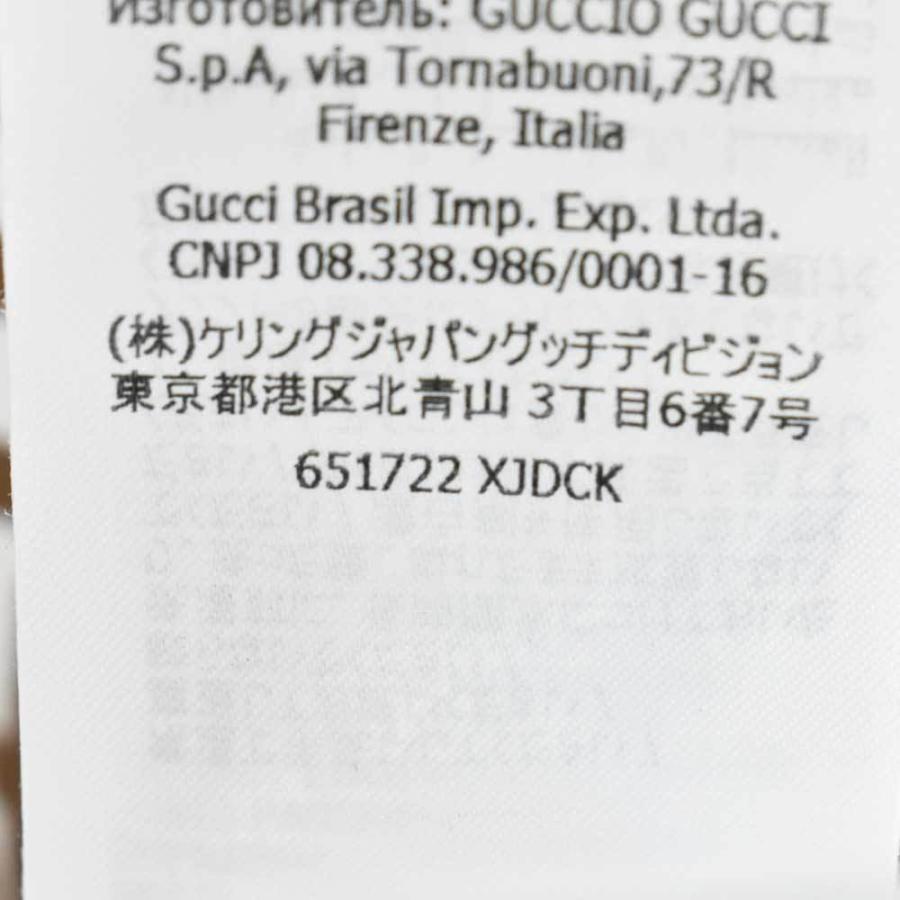 Изготовитель: GUCCIO GUCCI
S.p.A, via Tornabuoni,73/R
Firenze, Italia
Gucci Brasil Imp. Exp. Ltda.
CNPJ 08.338.986/0001-16
(株)ケリングジャパングッチディビジョン
東京都港区北青山 3丁目6番7号
651722 XJDCK